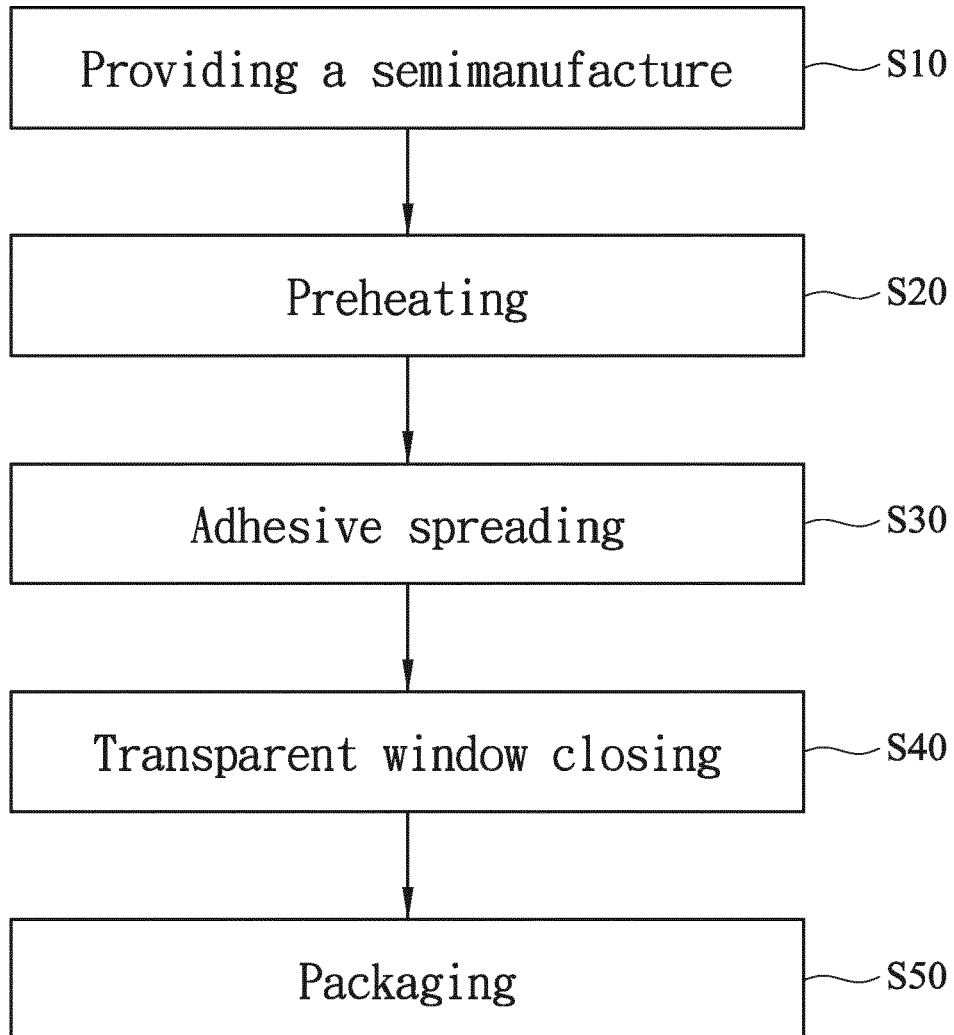 Providing a semimanufacture
S10
Preheating
S20
Adhesive spreading
S30
Transparent window closing
S40
Packaging
S50